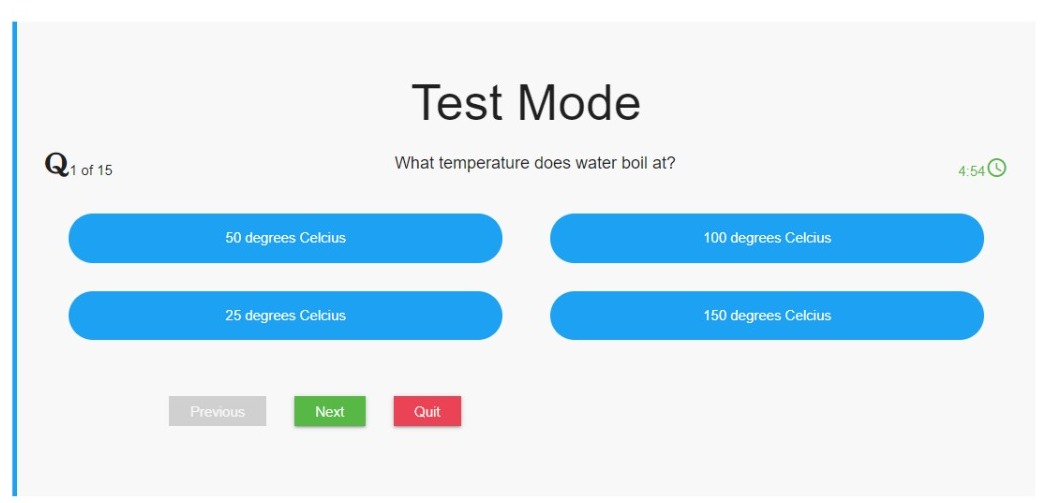 Test Mode
Q1 of 15
What temperature does water boil at?
4:54
50 degrees Celcius
100 degrees Celcius
25 degrees Celcius
150 degrees Celcius
Previous
Next
Quit